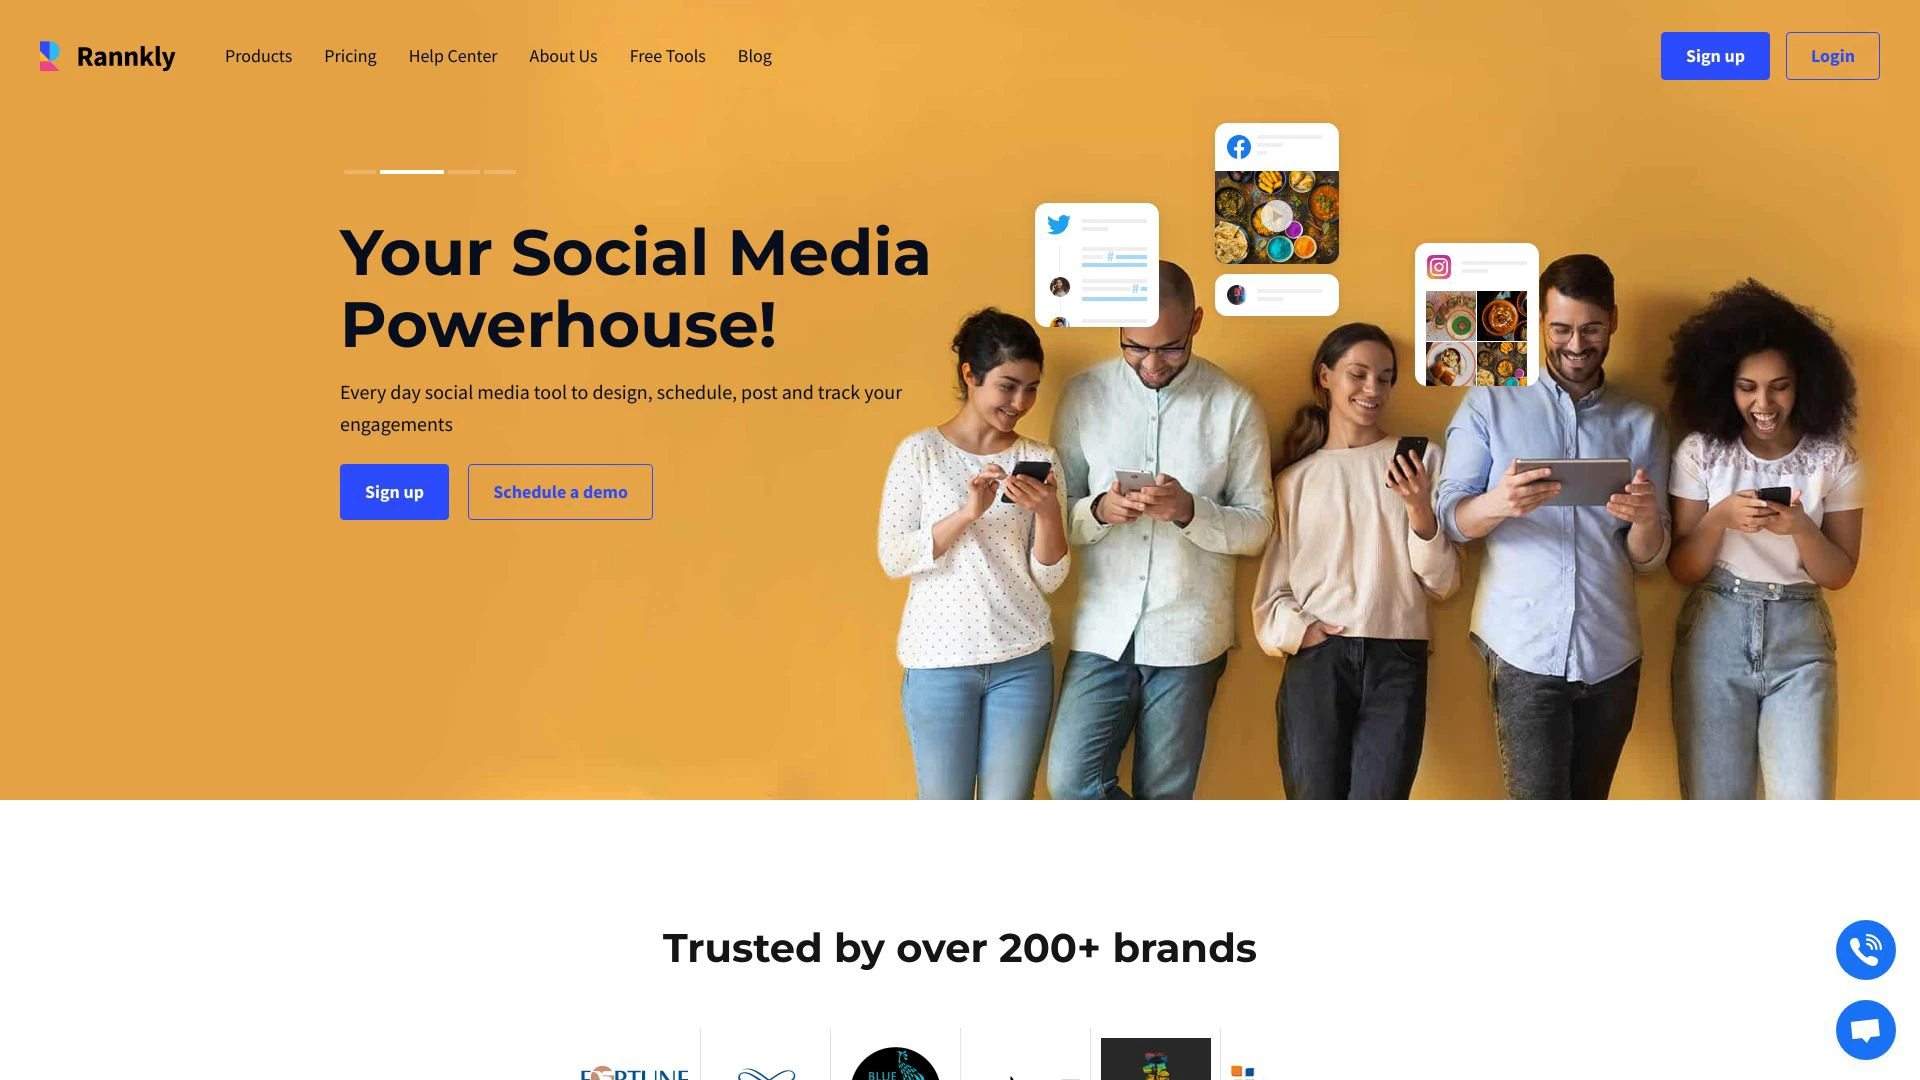 Rannkly
Products
Pricing
Help Center
About Us
Free Tools
Blog
Sign up
Login
Your Social Media
Powerhouse!
Every day social media tool to design, schedule, post and track your
engagements
Sign up
Schedule a demo
#
#
Trusted by over 200+ brands
FORTUNE
BLUE